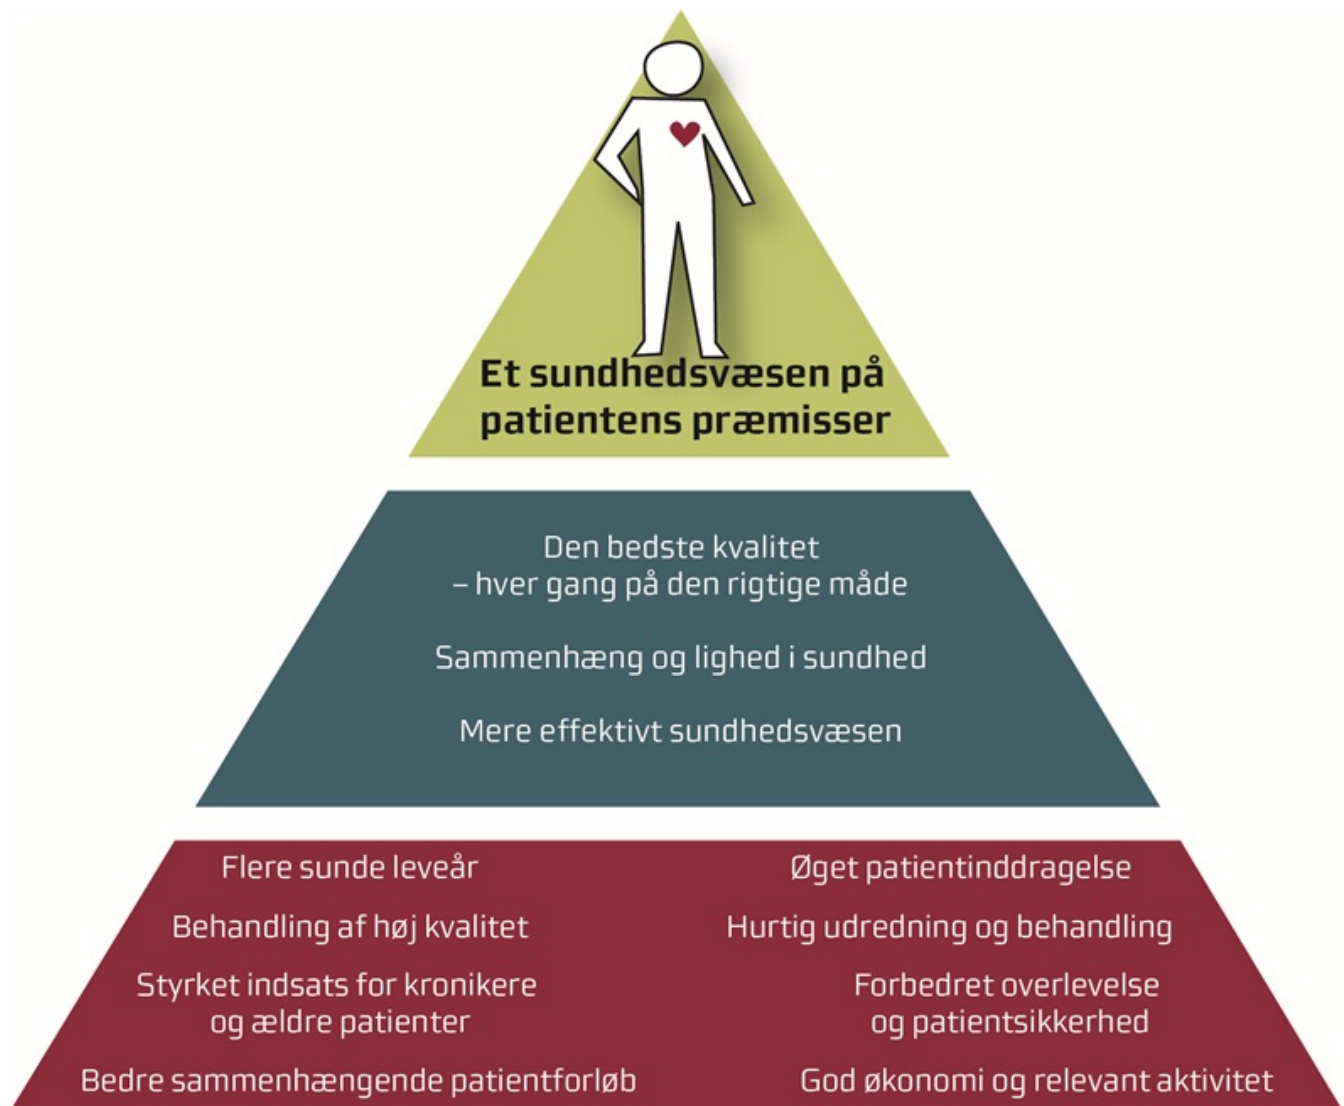 Et sundhedsvæsen på
patientens præmisser
Den bedste kvalitet
– hver gang på den rigtige måde
Sammenhæng og lighed i sundhed
Mere effektivt sundhedsvæsen
Flere sunde leveår
Behandling af høj kvalitet
Styrket indsats for kronikere
og ældre patienter
Bedre sammenhængende patientforløb
Øget patientinddragelse
Hurtig udredning og behandling
Forbedret overlevelse
og patientsikkerhed
God økonomi og relevant aktivitet